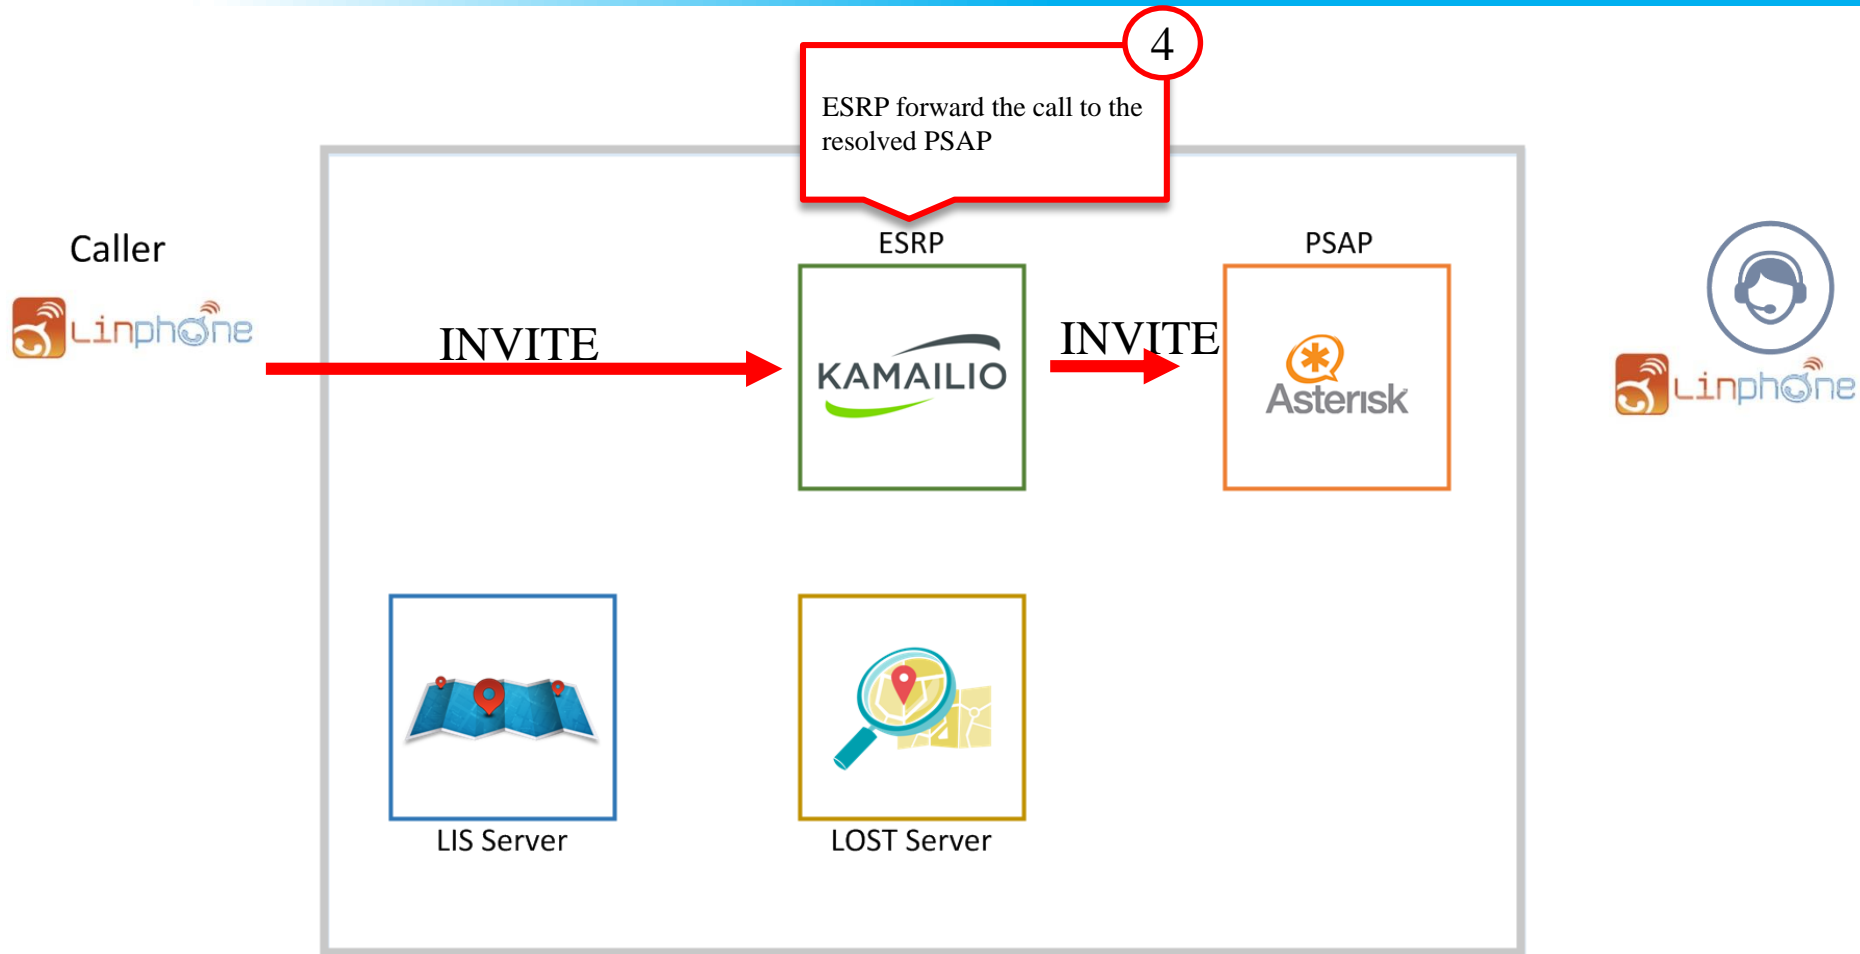 4
ESRP forward the call to the
resolved PSAP
Caller
ESRP
PSAP
Linphone
INVITE
INVITE
KAMAILIO
Asterisk
Linphone
LIS Server
LOST Server